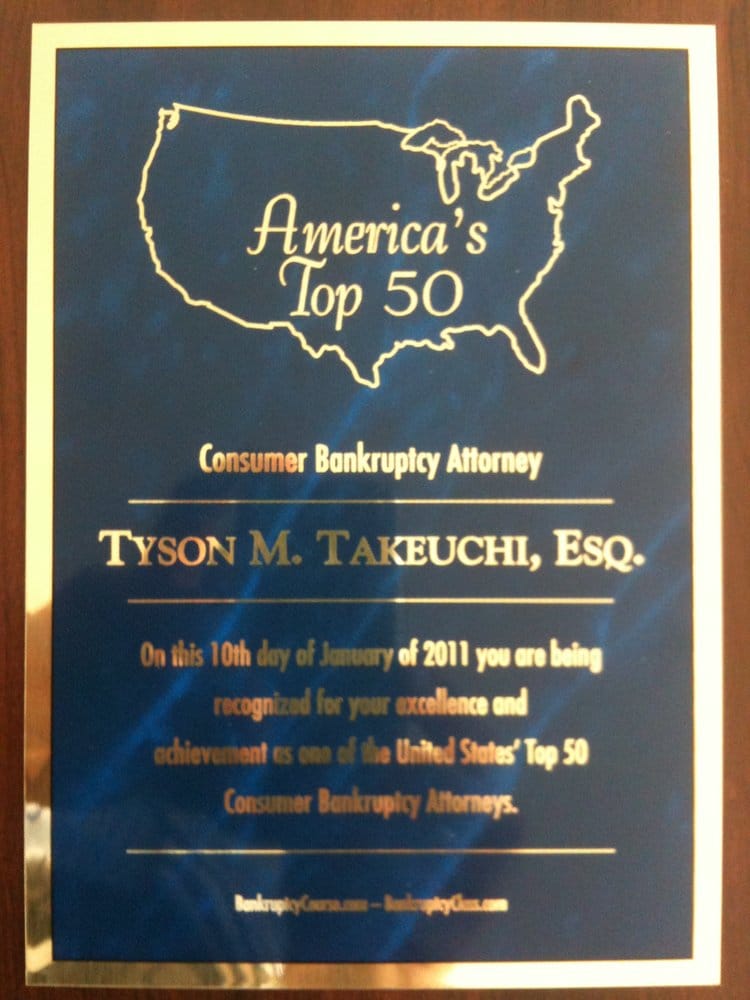 America's
Top 50
Consumer Bankruptcy Attorney
TYSON M. TAKEUCHI, ESQ.
On this 10th day of January of 2011 you are being
recognized for your excellence and
achievement as one of the United States' Top 50
Consumer Bankruptcy Attorneys.
BankruptcyCourse.com – BankruptcyClass.com